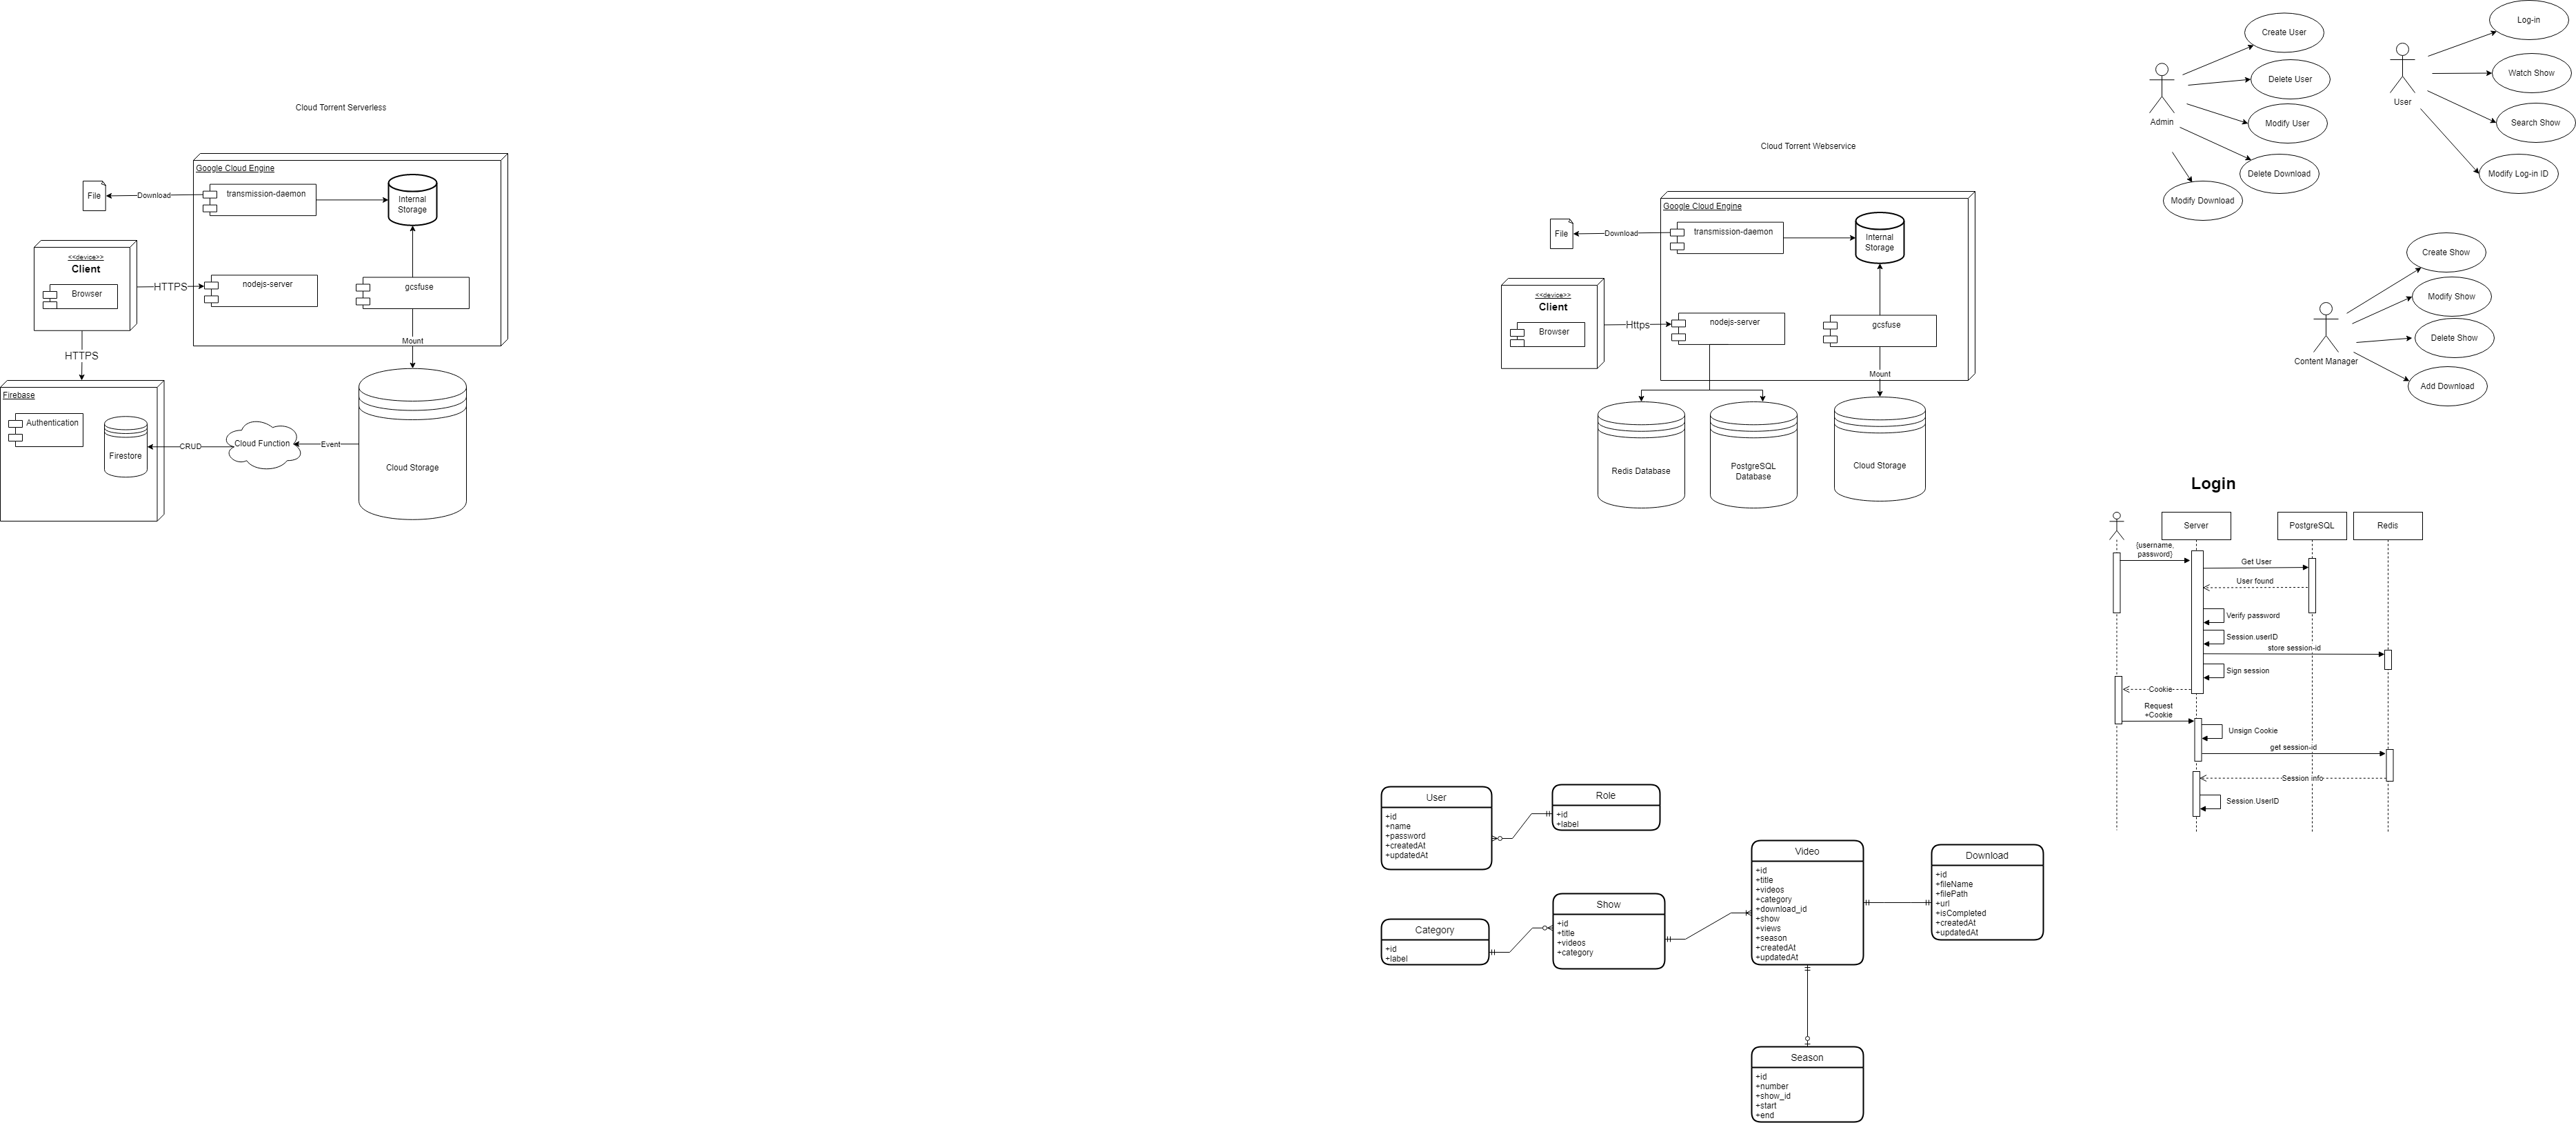 Cloud Torrent Serverless
Google Cloud Engine
File
Download
transmission-daemon
Internal
Storage
<<device>>
Client
Browser
HTTPS
nodejs-server
gcsfuse
Mount
HTTPS
Firebase
Authentication
Firestore
CRUD
Cloud Function
Event
Cloud Storage
Cloud Torrent Webservice
Google Cloud Engine
File
Download
transmission-daemon
Internal
Storage
<<device>>
Client
Browser
Https
nodejs-server
gcsfuse
Mount
Redis Database
PostgreSQL
Database
Cloud Storage
Admin
Create User
Delete User
Modify User
Delete Download
Modify Download
User
Log-in
Watch Show
Search Show
Modify Log-in ID
Content Manager
Create Show
Modify Show
Delete Show
Add Download
Login
Server
PostgreSQL
Redis
{username,
password}
Get User
User found
Verify password
Session.userID
store session-id
Sign session
Cookie
Request
+Cookie
Unsign Cookie
get session-id
Session info
Session.UserID
User
+id
+name
+password
+createdAt
+updatedAt
Role
+id
+label
Category
+id
+label
Show
+id
+title
+videos
+category
Video
+id
+title
+videos
+category
+download_id
+show
+views
+season
+createdAt
+updatedAt
Download
+id
+fileName
+filePath
+url
+isCompleted
+createdAt
+updatedAt
Season
+id
+number
+show_id
+start
+end